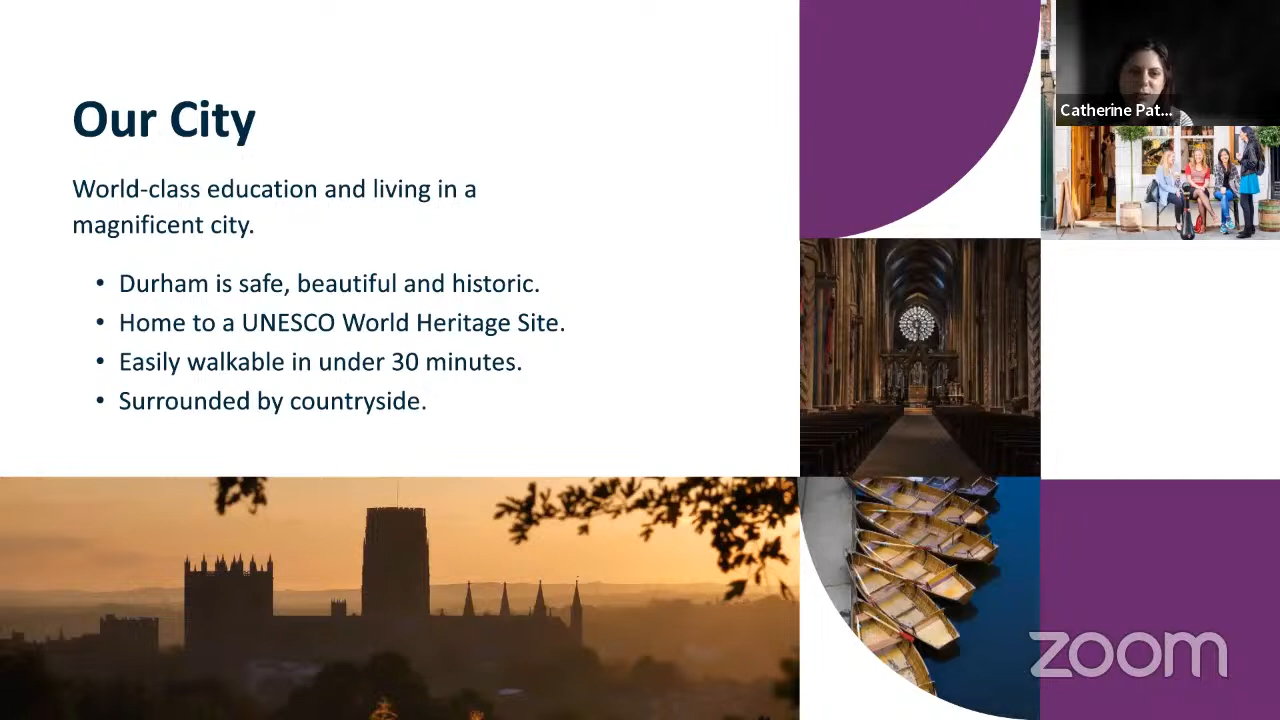 Our City
World-class education and living in a
magnificent city.
• Durham is safe, beautiful and historic.
• Home to a UNESCO World Heritage Site.
• Easily walkable in under 30 minutes.
• Surrounded by countryside.
Catherine Pat...
zoom